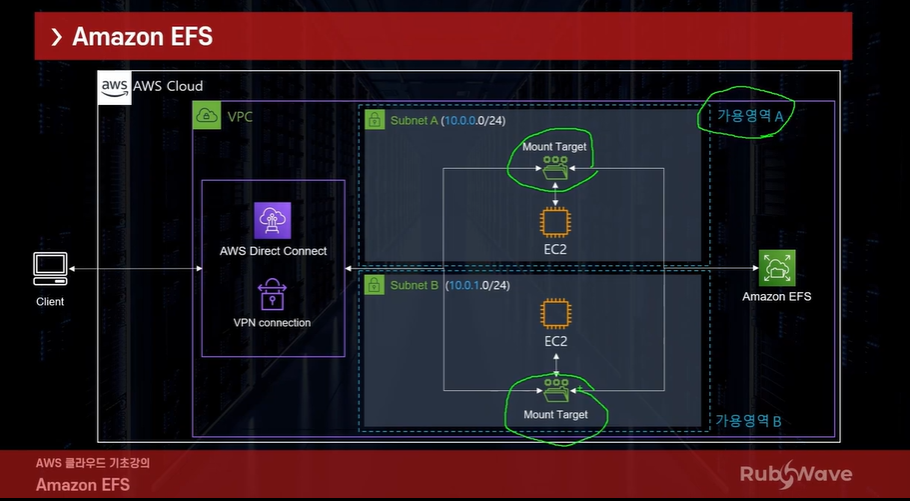 › Amazon EFS
aws AWS Cloud
VPC
Subnet A (10.0.0.0/24)
가용영역 A
Mount Target
EC2
AWS Direct Connect
VPN connection
Client
Subnet B (10.0.1.0/24)
EC2
Mount Target
Amazon EFS
가용영역 B
AWS 클라우드 기초강의
Amazon EFS
RubyWave